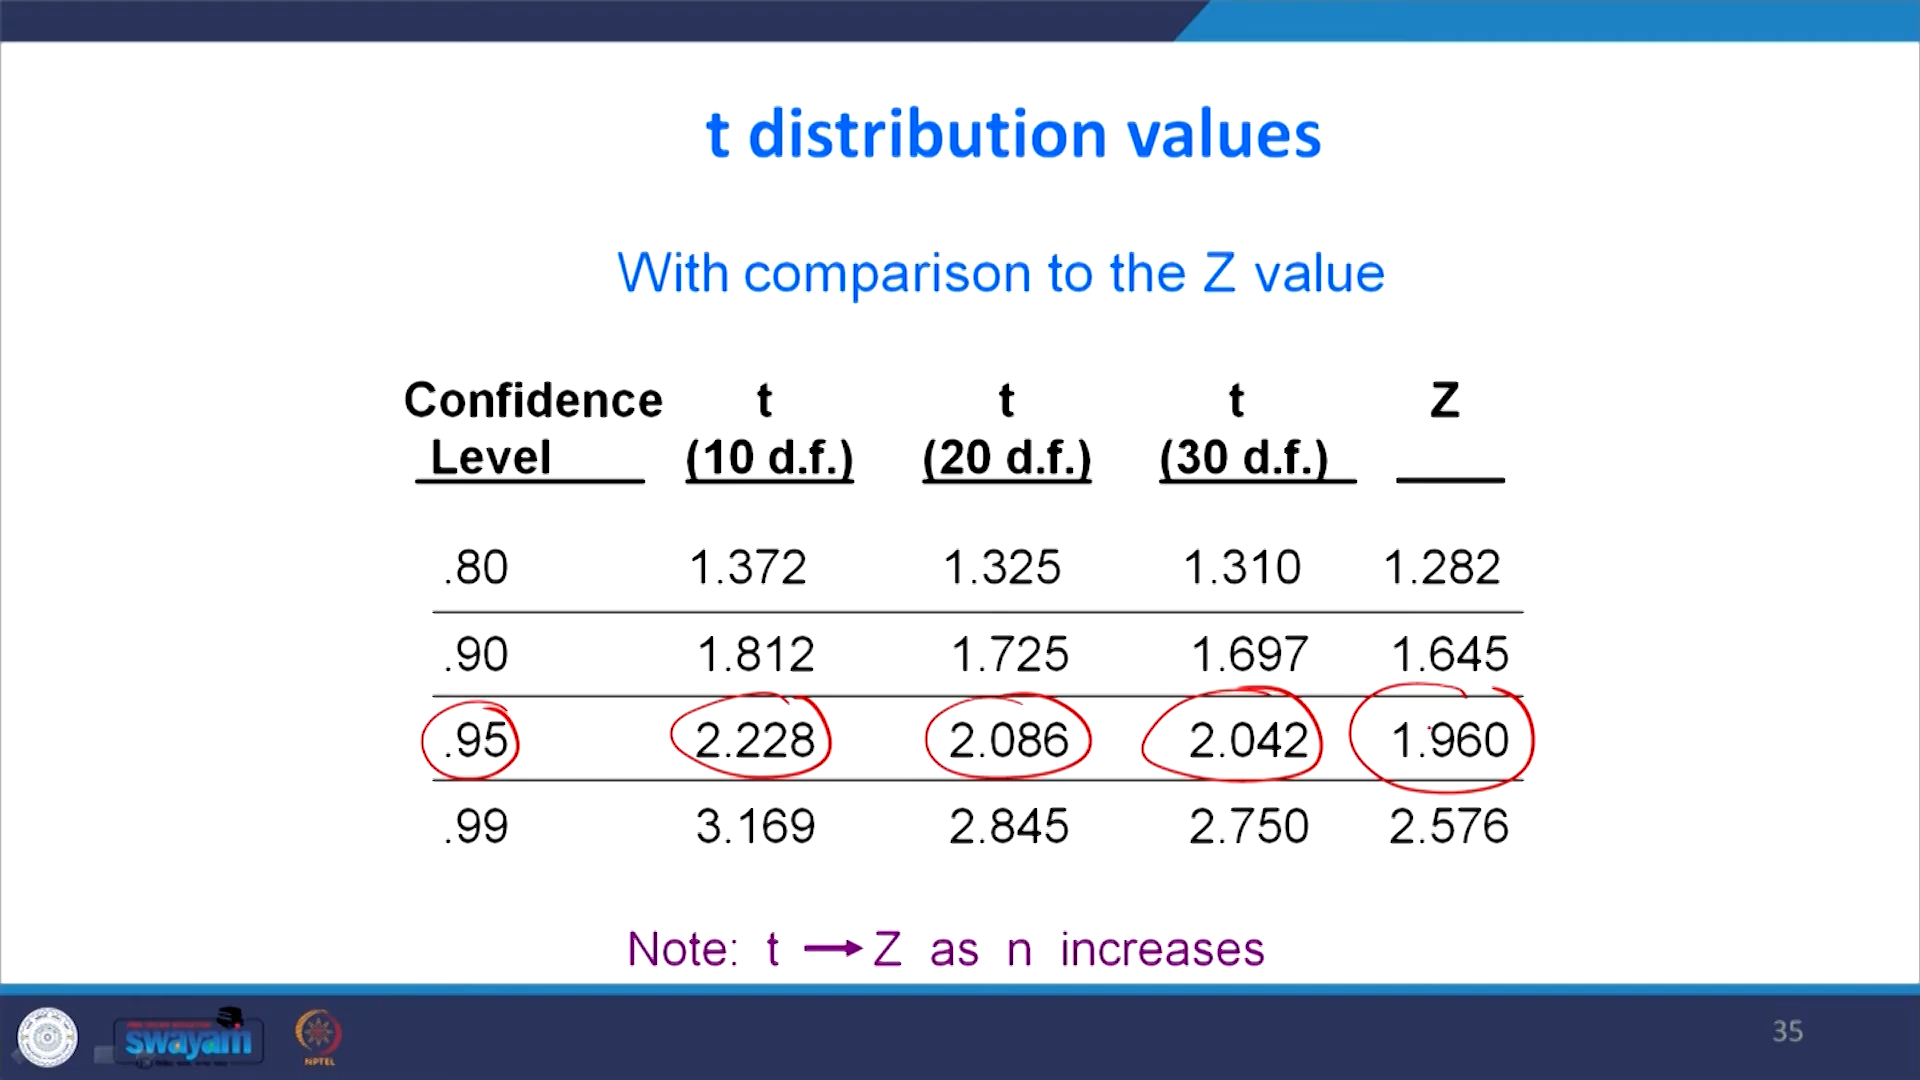 t distribution values
With comparison to the Z value
Confidence Level t (10 d.f.) t (20 d.f.) t (30 d.f.) Z
.80 1.372 1.325 1.310 1.282
.90 1.812 1.725 1.697 1.645
.95 2.228 2.086 2.042 1.960
.99 3.169 2.845 2.750 2.576
Note: t → Z as n increases
swayam
NPTEL
35